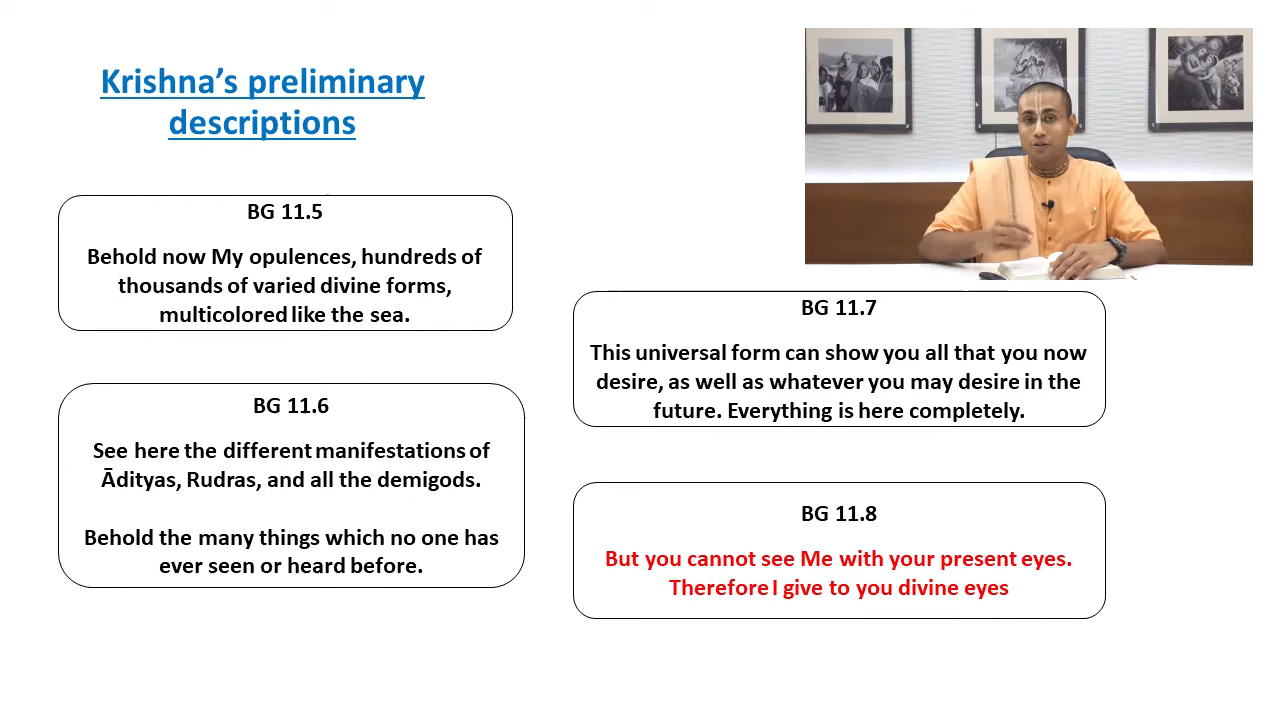 Krishna’s preliminary
descriptions
BG 11.5
Behold now My opulences, hundreds of
thousands of varied divine forms,
multicolored like the sea.
BG 11.6
See here the different manifestations of
Ādityas, Rudras, and all the demigods.
Behold the many things which no one has
ever seen or heard before.
BG 11.7
This universal form can show you all that you now
desire, as well as whatever you may desire in the
future. Everything is here completely.
BG 11.8
But you cannot see Me with your present eyes.
Therefore I give to you divine eyes